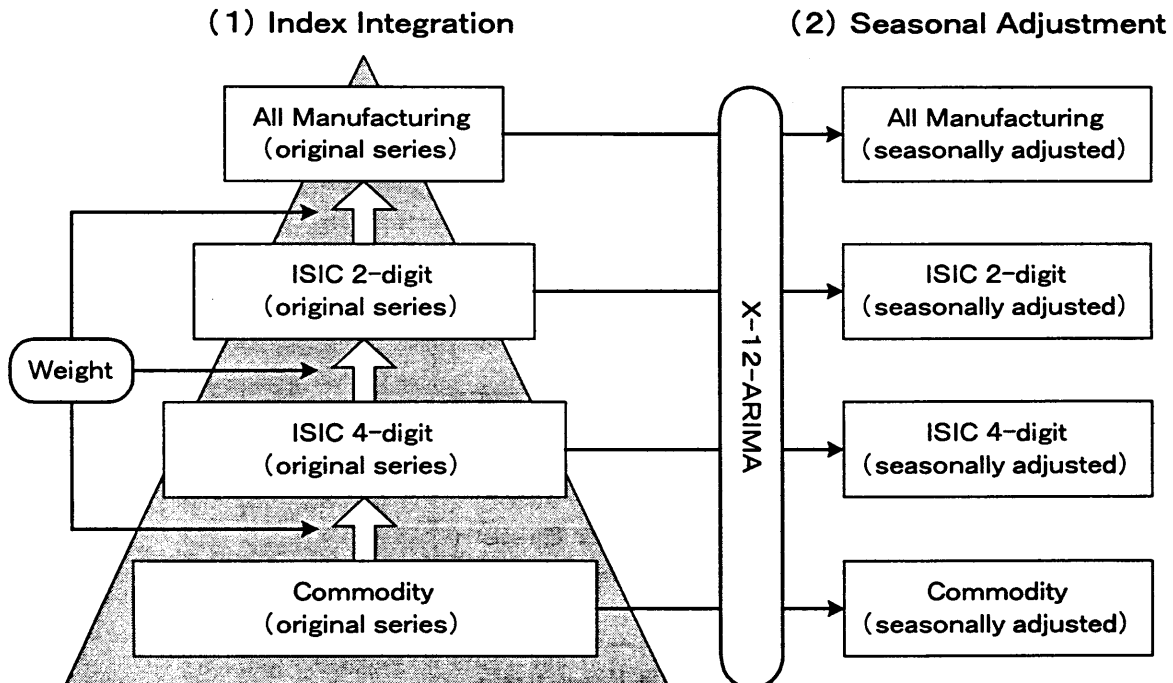 (1) Index Integration
(2) Seasonal Adjustment
All Manufacturing
(original series)
All Manufacturing
(seasonally adjusted)
ISIC 2-digit
(original series)
ISIC 2-digit
(seasonally adjusted)
Weight
X-12-ARIMA
ISIC 4-digit
(original series)
ISIC 4-digit
(seasonally adjusted)
Commodity
(original series)
Commodity
(seasonally adjusted)